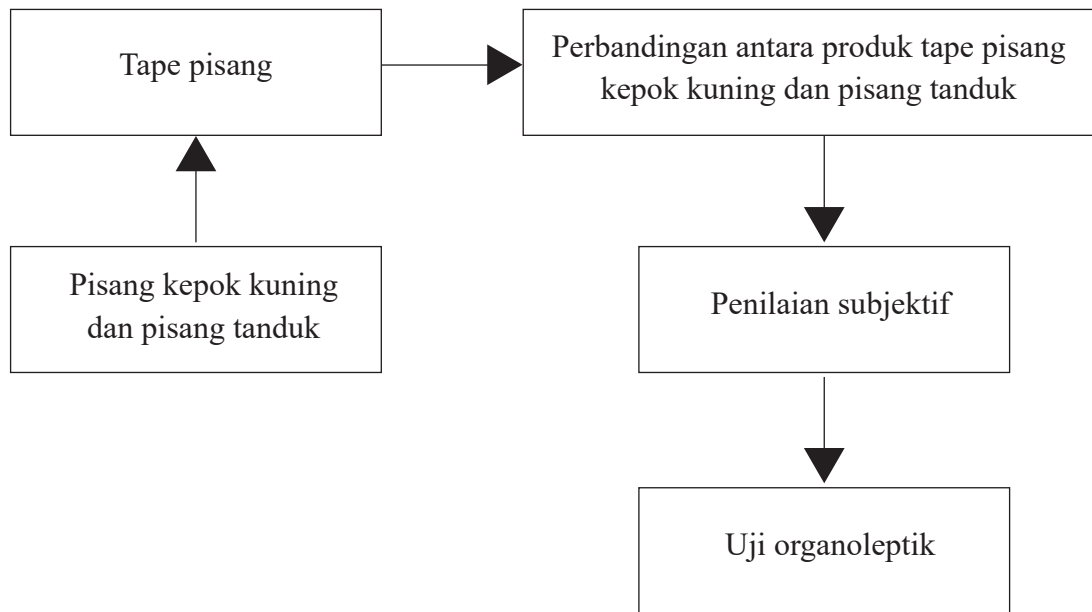 Tape pisang
Perbandingan antara produk tape pisang
kepok kuning dan pisang tanduk
Pisang kepok kuning
dan pisang tanduk
Penilaian subjektif
Uji organoleptik